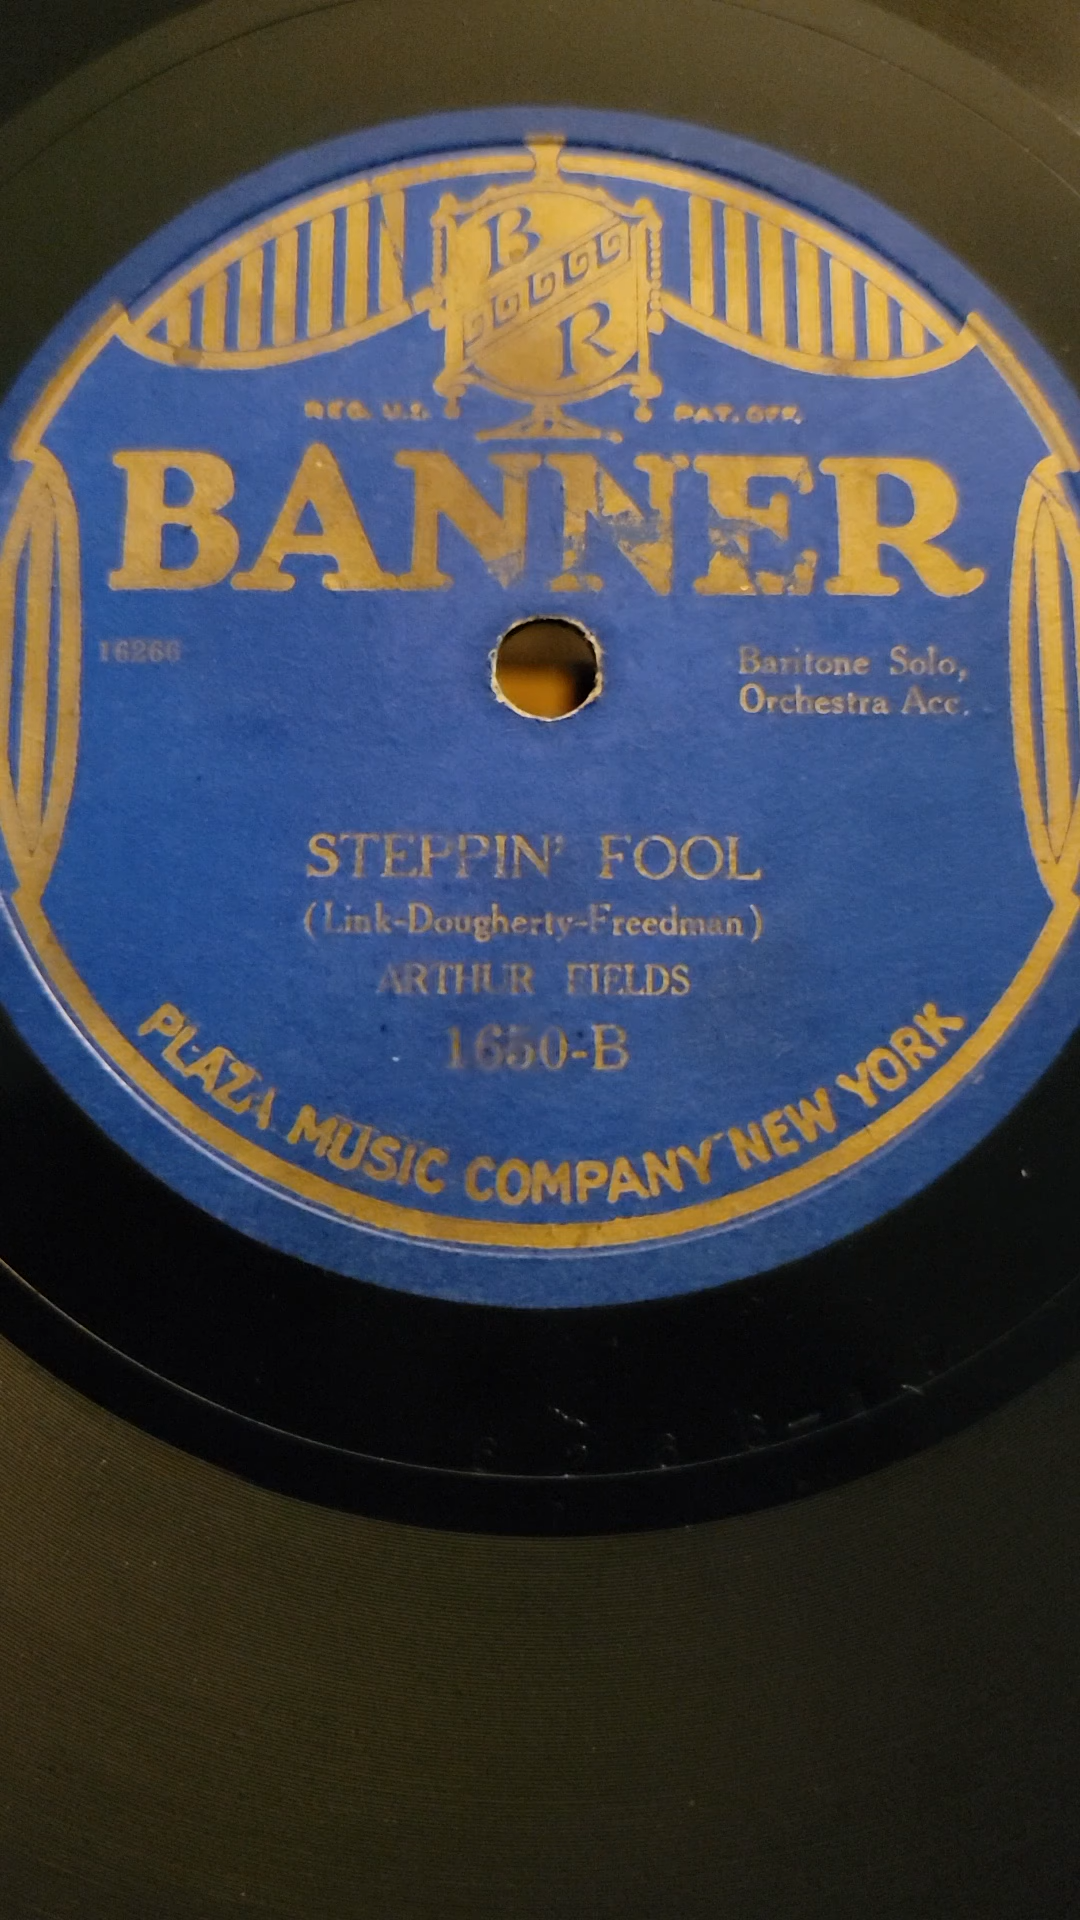 B
R
REG. U.S. PAT. OFF.
BANNER
16266
Baritone Solo,
Orchestra Acc.
STEPPIN' FOOL
(Link-Dougherty-Freedman)
ARTHUR FIELDS
1650-B
PLAZA MUSIC COMPANY NEW YORK